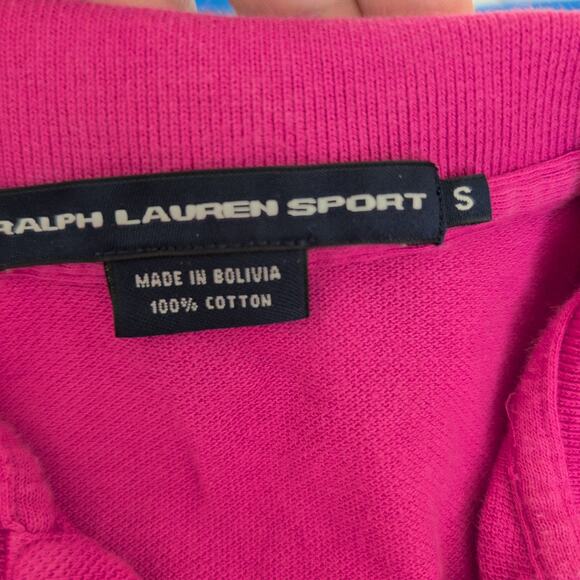 RALPH LAUREN SPORT S
MADE IN BOLIVIA
100% COTTON